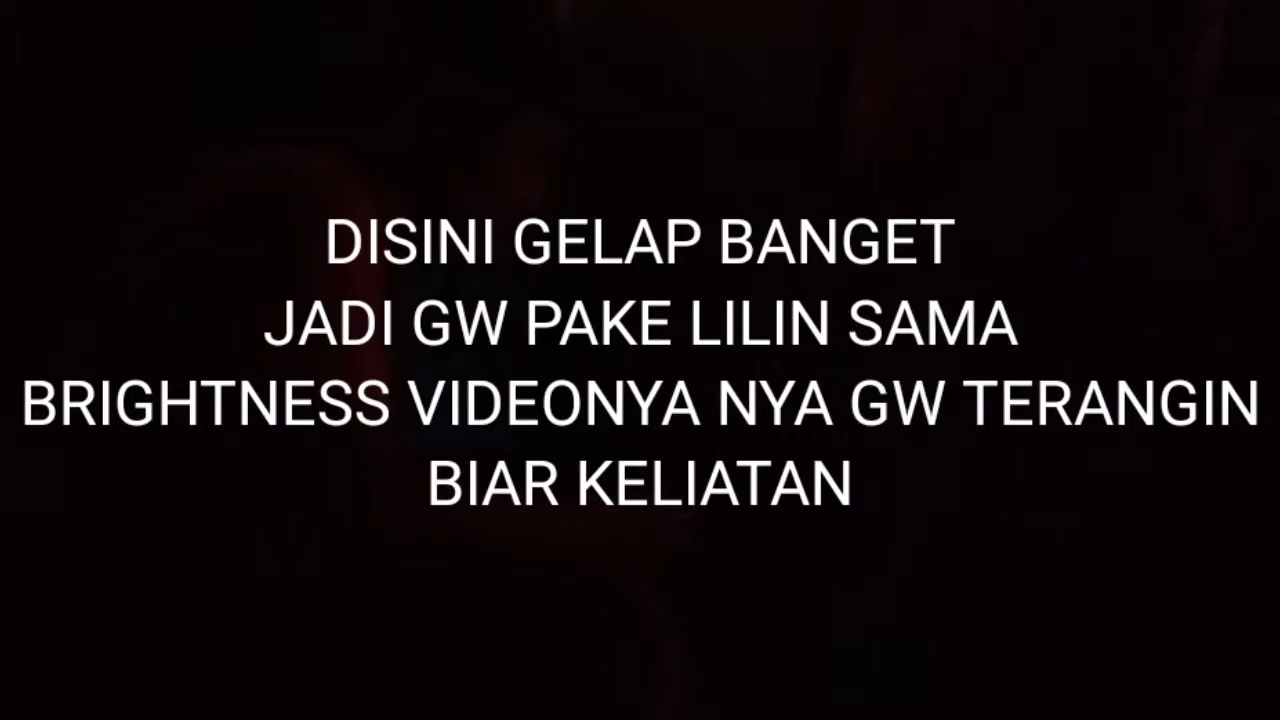 DISINI GELAP BANGET
JADI GW PAKE LILIN SAMA
BRIGHTNESS VIDEONYA NYA GW TERANGIN
BIAR KELIATAN